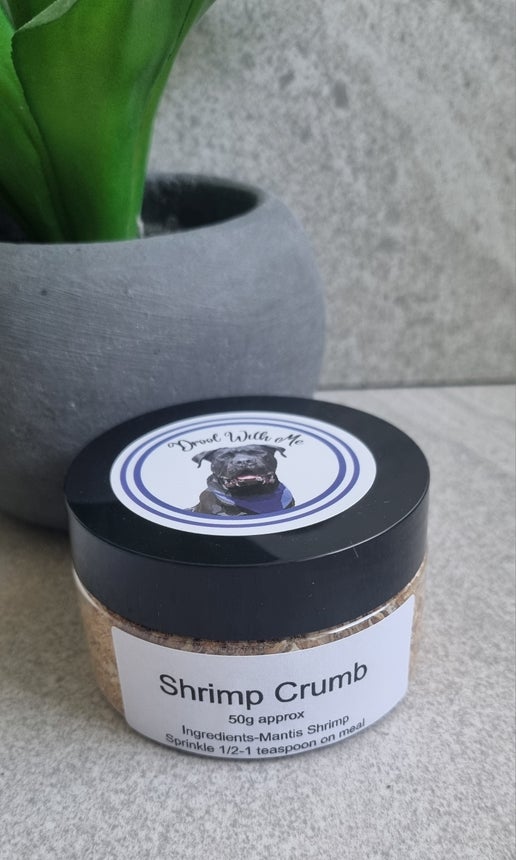 Drool With Me
Shrimp Crumb
50g approx
Ingredients-Mantis Shrimp
Sprinkle 1/2-1 teaspoon on meal